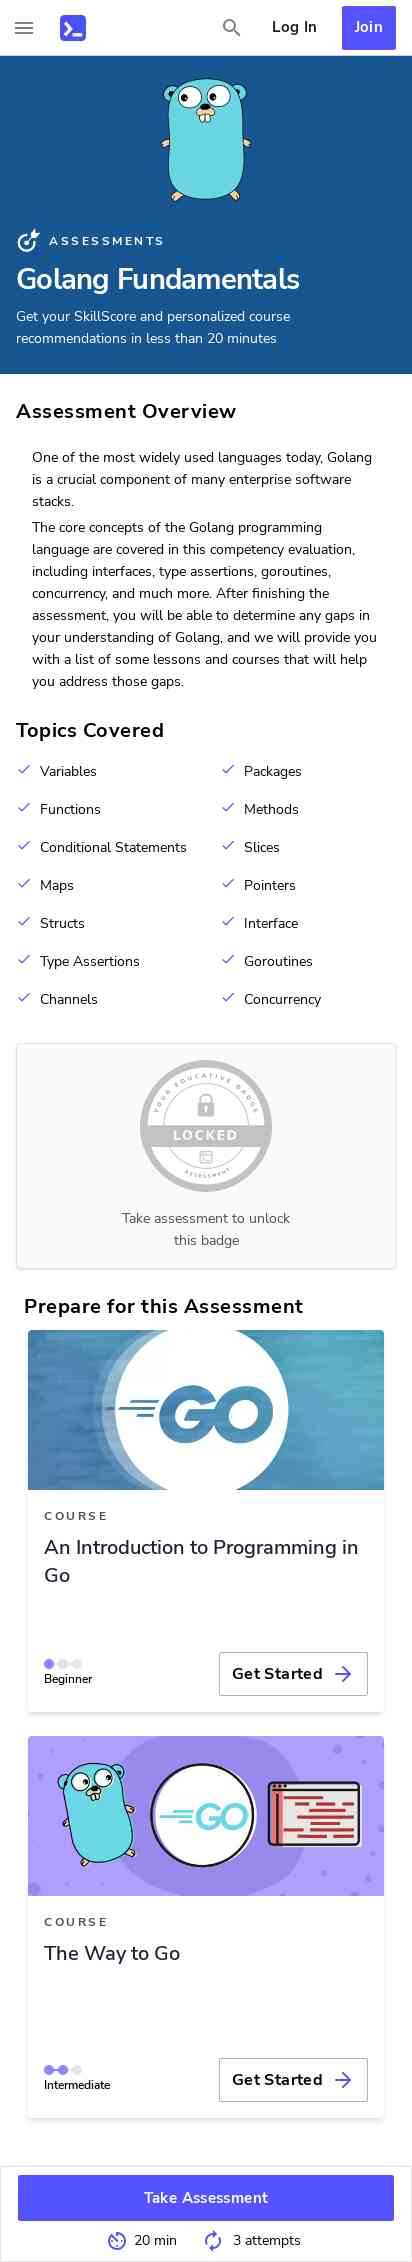 Log In
Join
ASSESSMENTS
Golang Fundamentals
Get your SkillScore and personalized course
recommendations in less than 20 minutes
Assessment Overview
One of the most widely used languages today, Golang
is a crucial component of many enterprise software
stacks.
The core concepts of the Golang programming
language are covered in this competency evaluation,
including interfaces, type assertions, goroutines,
concurrency, and much more. After finishing the
assessment, you will be able to determine any gaps in
your understanding of Golang, and we will provide you
with a list of some lessons and courses that will help
you address those gaps.
Topics Covered
Variables
Packages
Functions
Methods
Conditional Statements
Slices
Maps
Pointers
Structs
Interface
Type Assertions
Goroutines
Channels
Concurrency
YOUR EDUCATIVE BADGE
LOCKED
ASSESSMENT
Take assessment to unlock
this badge
Prepare for this Assessment
GO
COURSE
An Introduction to Programming in
Go
Beginner
Get Started
GO
COURSE
The Way to Go
Intermediate
Get Started
Take Assessment
20 min
3 attempts